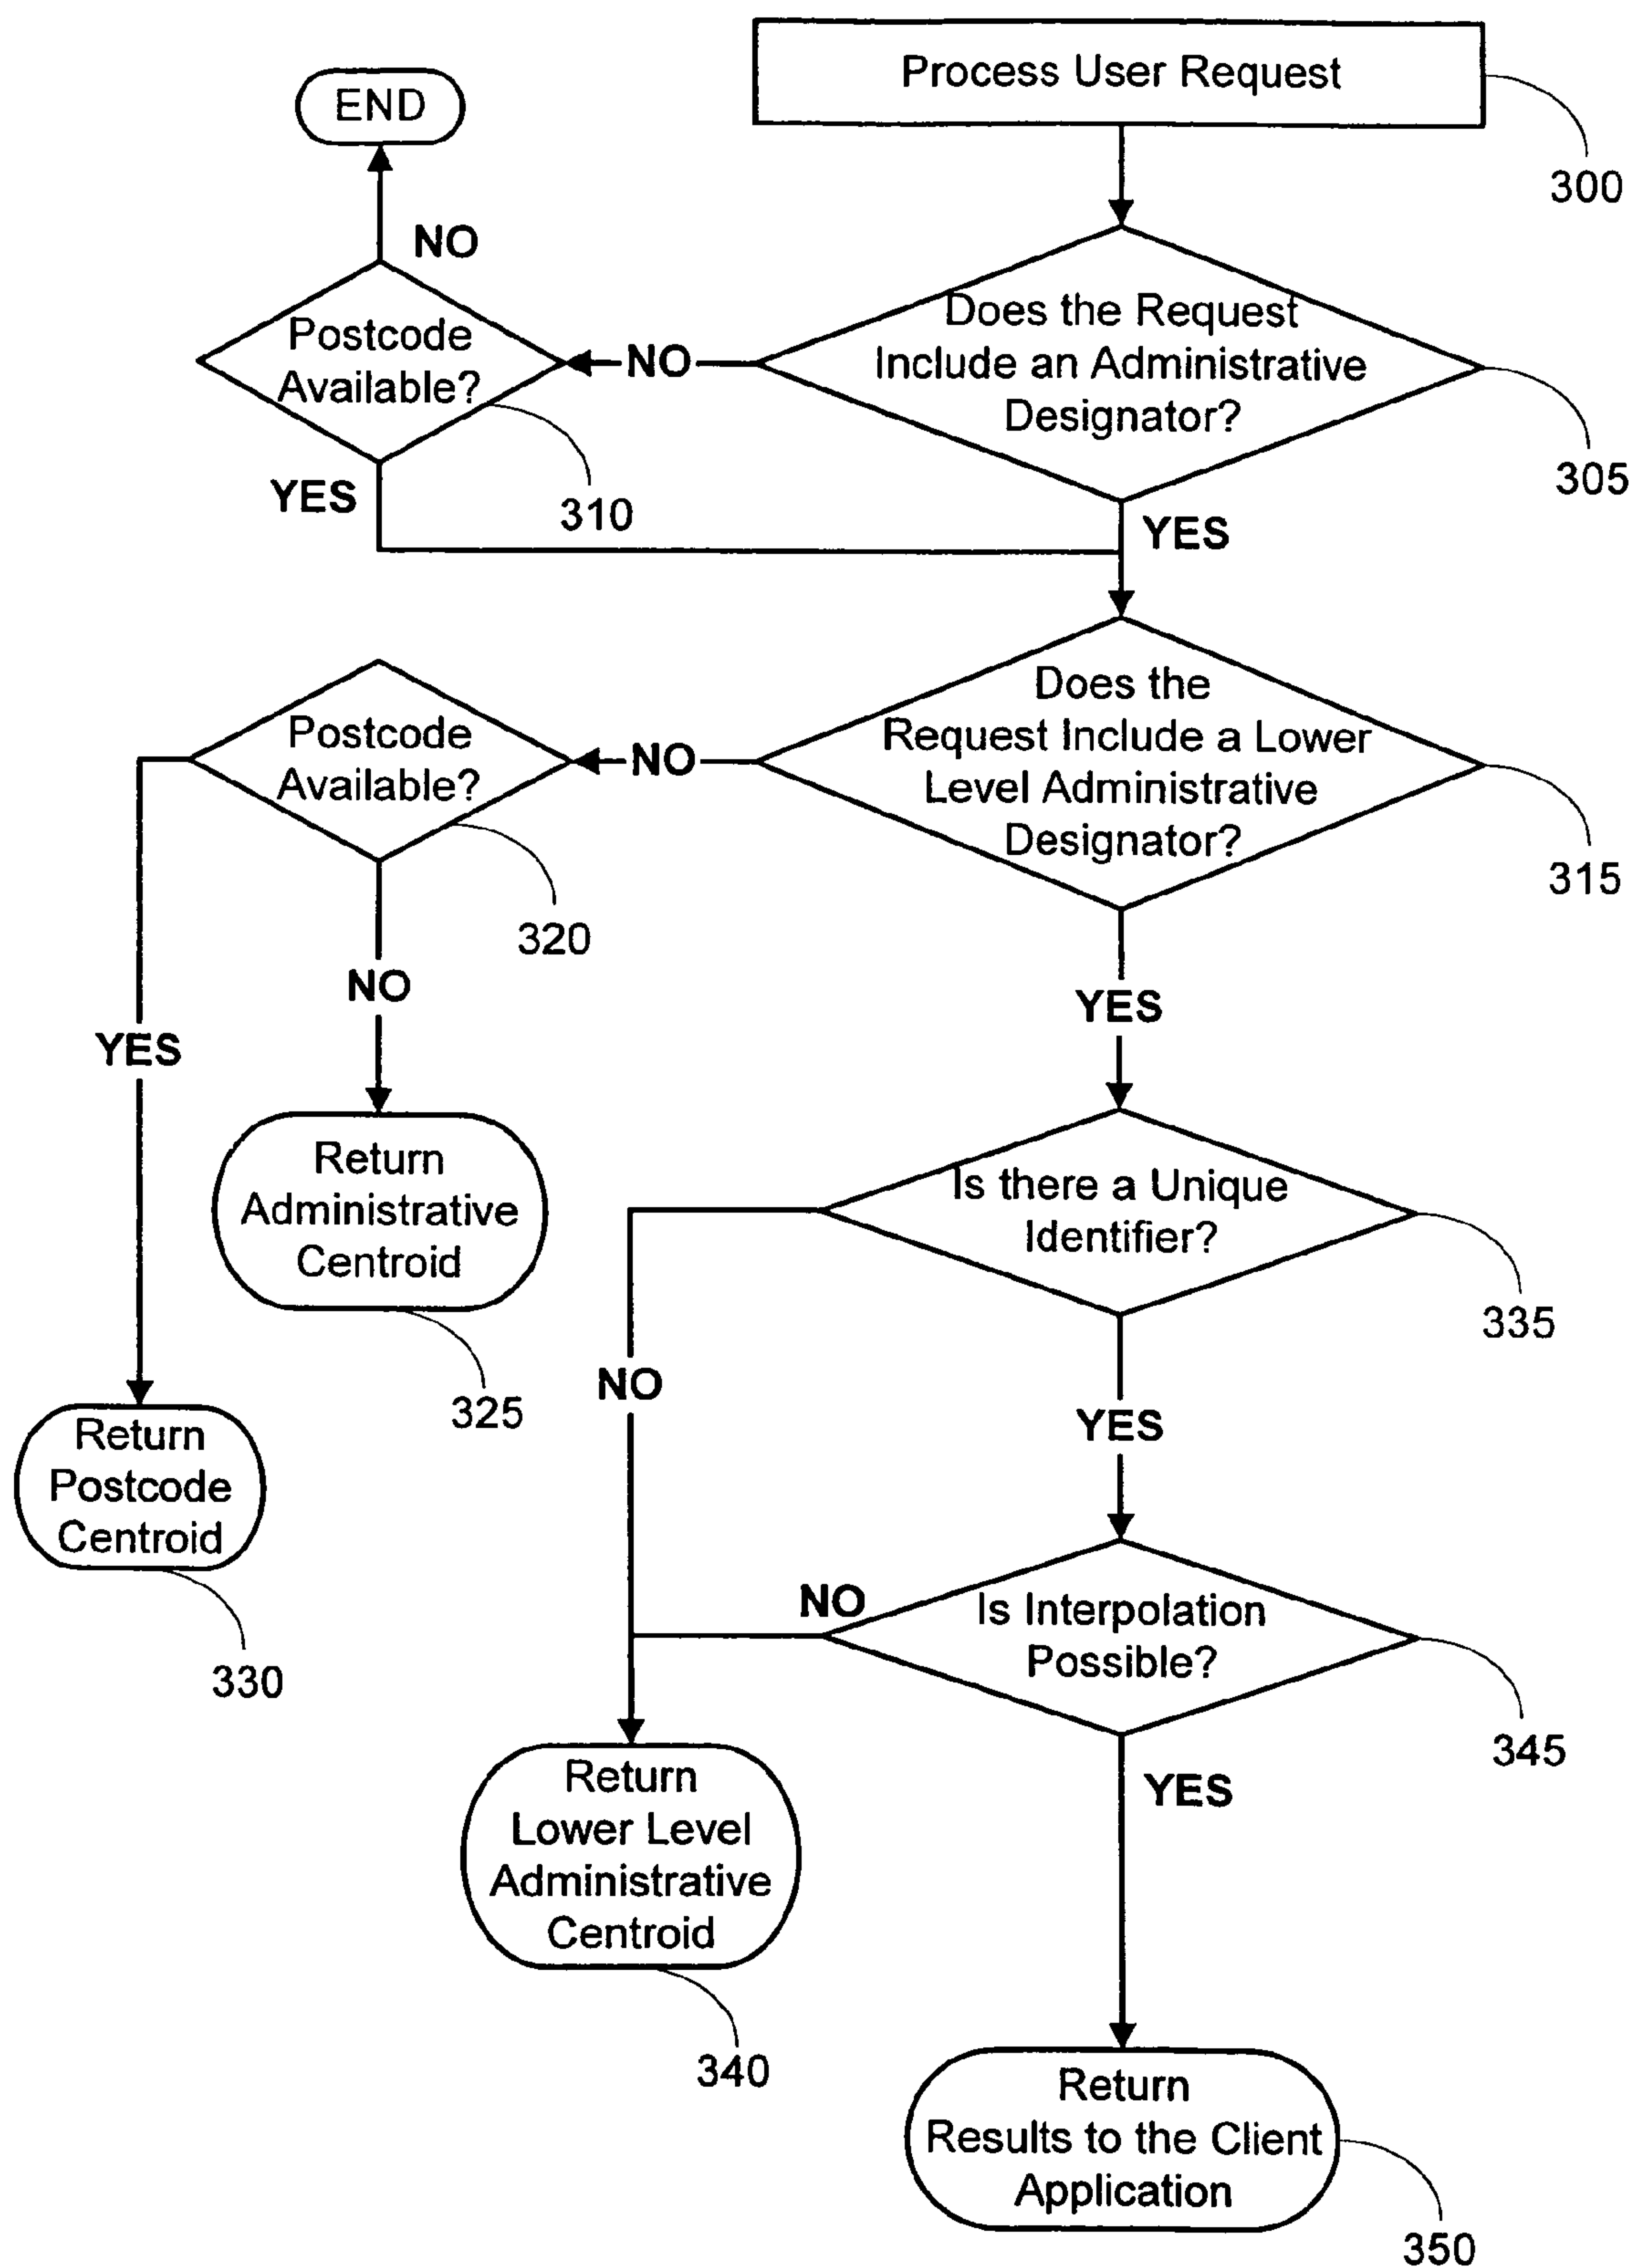 Process User Request
300
END
NO
Does the Request
Include an Administrative
Designator?
305
NO
Postcode
Available?
310
YES
YES
Does the
Request Include a Lower
Level Administrative
Designator?
315
NO
Postcode
Available?
320
NO
YES
YES
Return
Administrative
Centroid
325
Is there a Unique
Identifier?
335
NO
YES
Return
Postcode
Centroid
330
NO
Is Interpolation
Possible?
345
YES
Return
Lower Level
Administrative
Centroid
340
Return
Results to the Client
Application
350